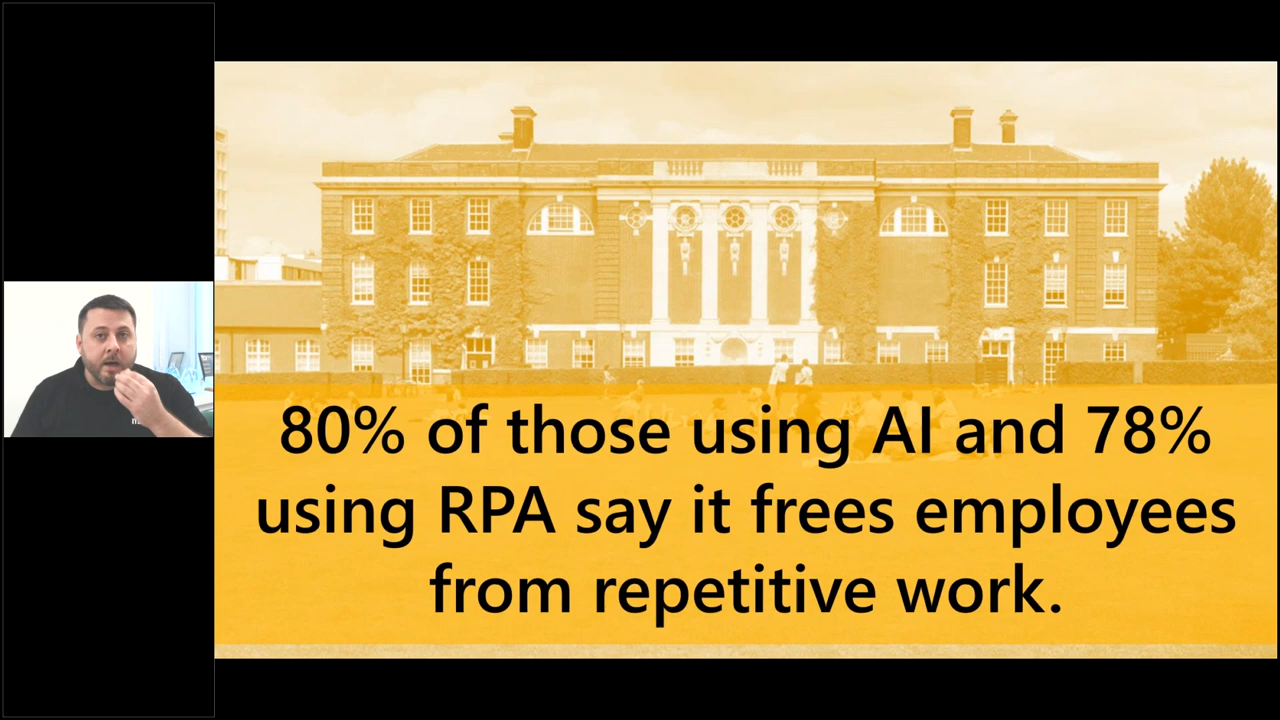 80% of those using AI and 78%
using RPA say it frees employees
from repetitive work.